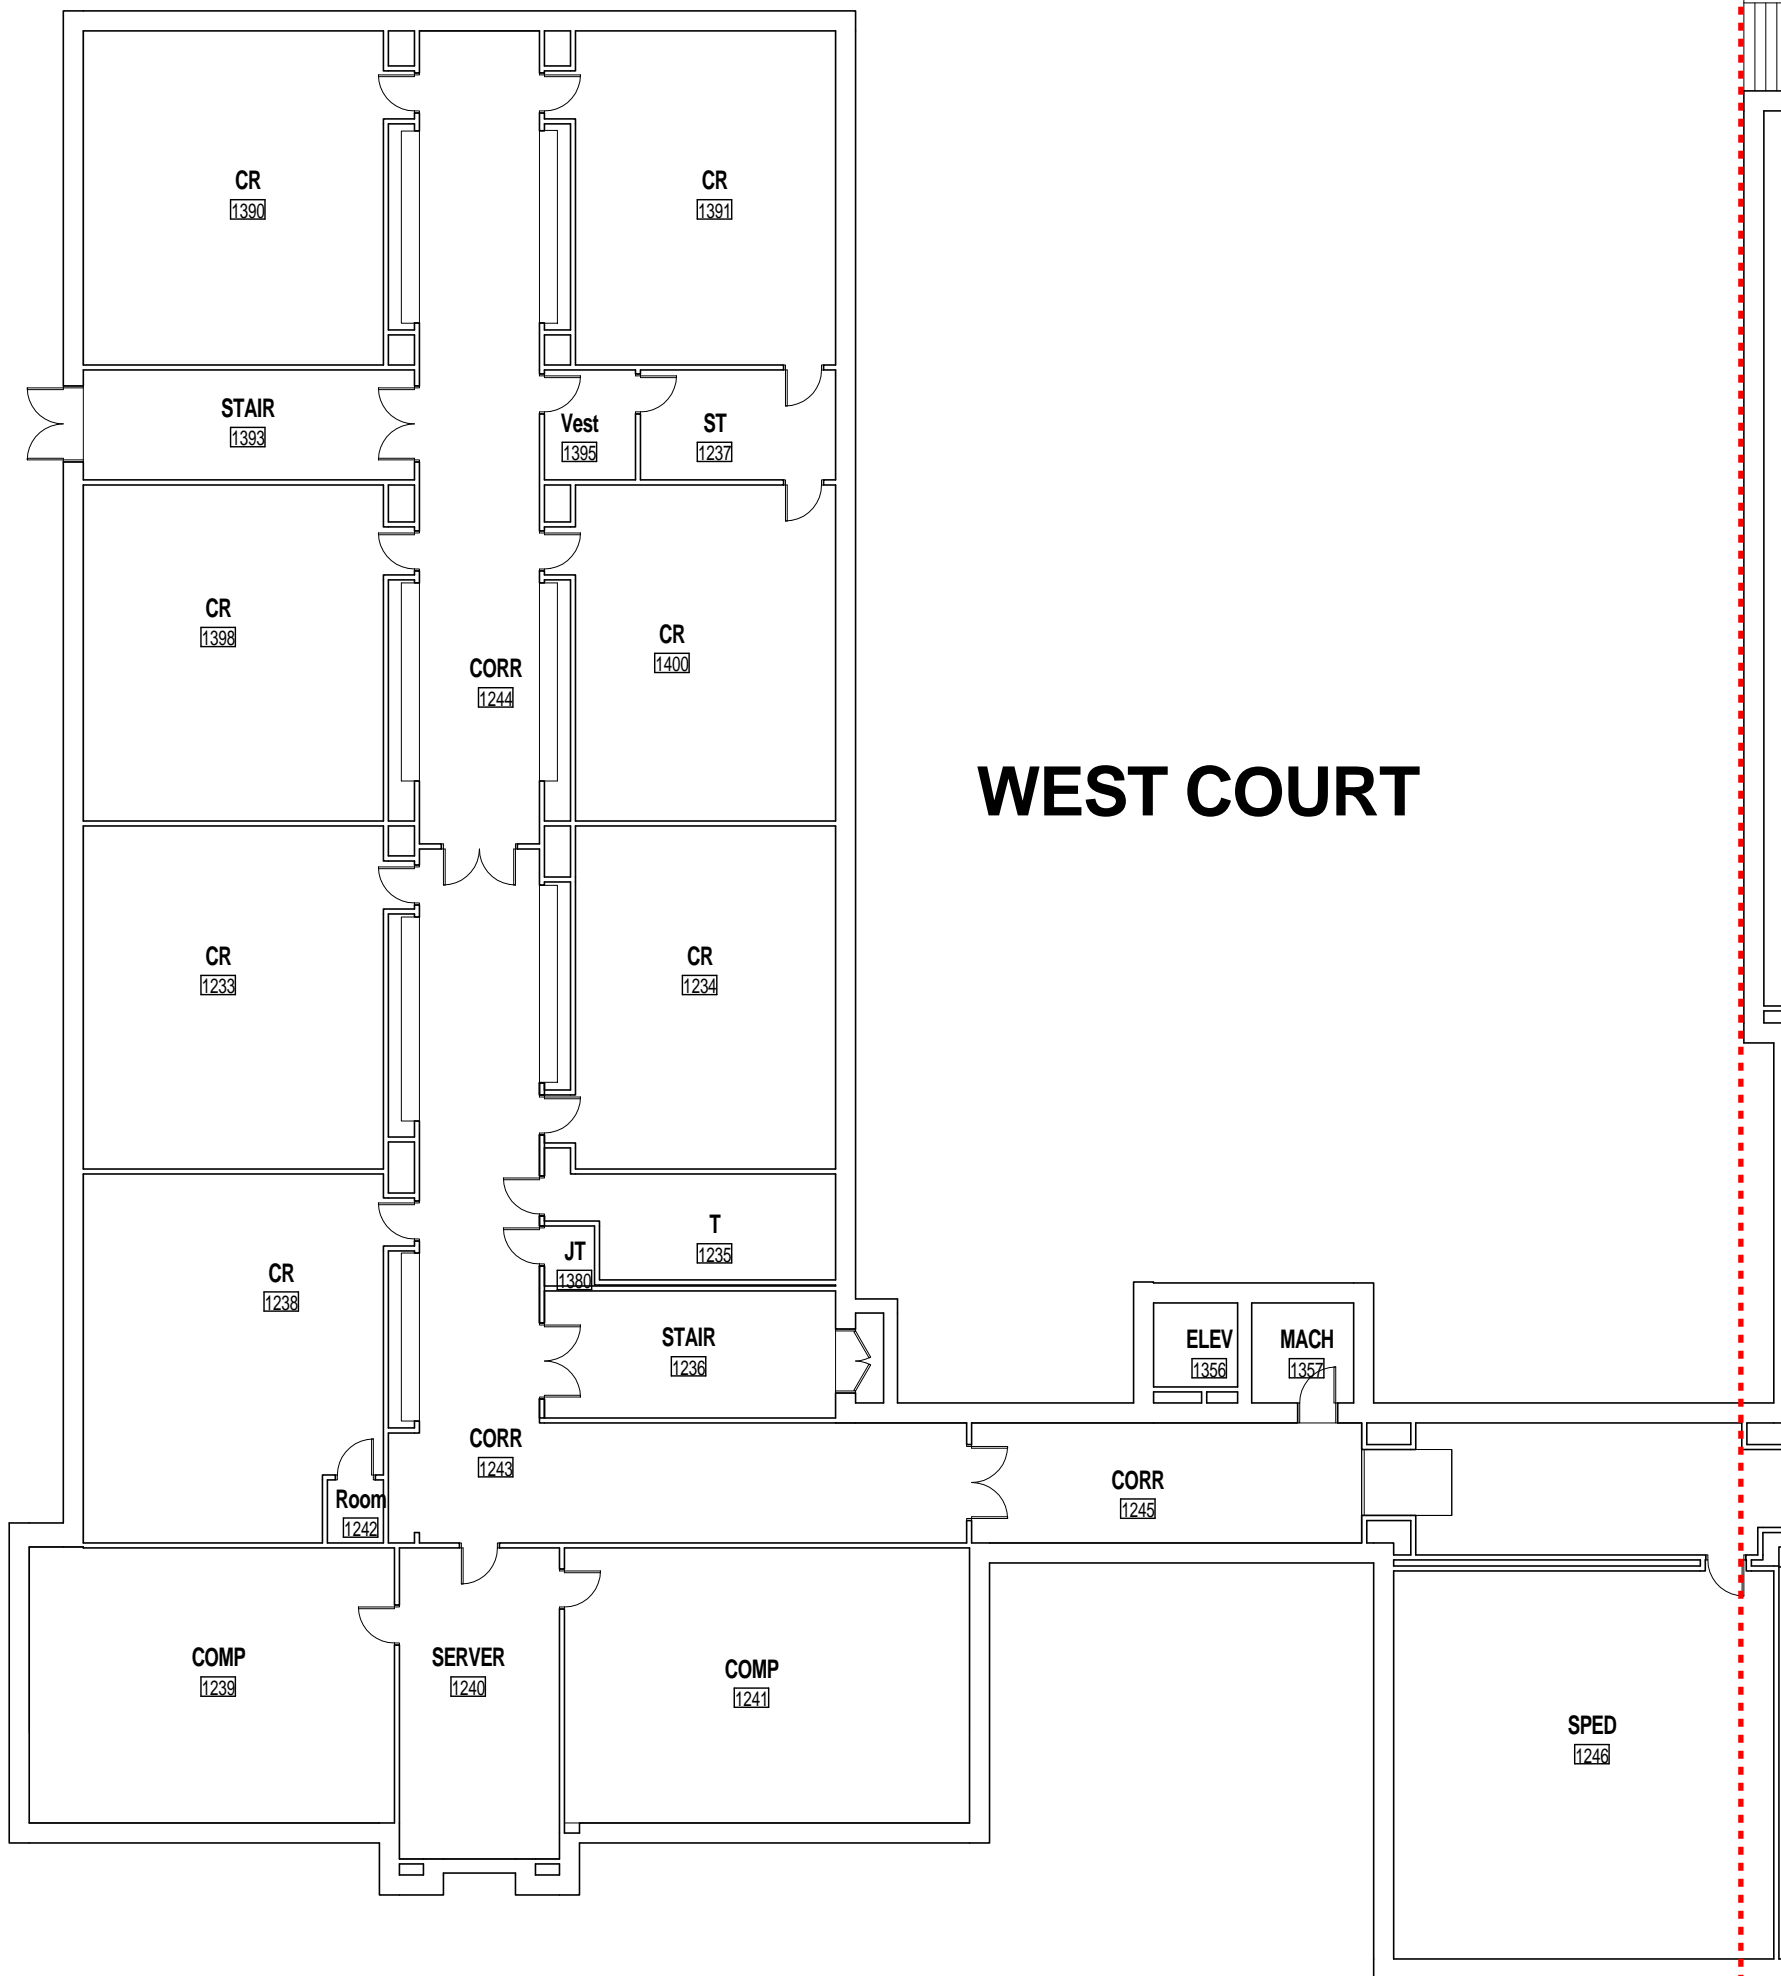 CR
1390
CR
1391
STAIR
1393
Vest
1395
ST
1237
CR
1398
CR
1400
CORR
1244
WEST COURT
CR
1233
CR
1234
T
1235
JT
1380
CR
1238
STAIR
1236
ELEV
1356
MACH
1357
CORR
1243
CORR
1245
Room
1242
COMP
1239
SERVER
1240
COMP
1241
SPED
1246